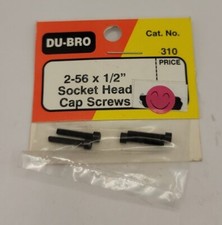 DU-BRO
Cat. No.
310
PRICE
2-56 x 1/2"
Socket Head
Cap Screws